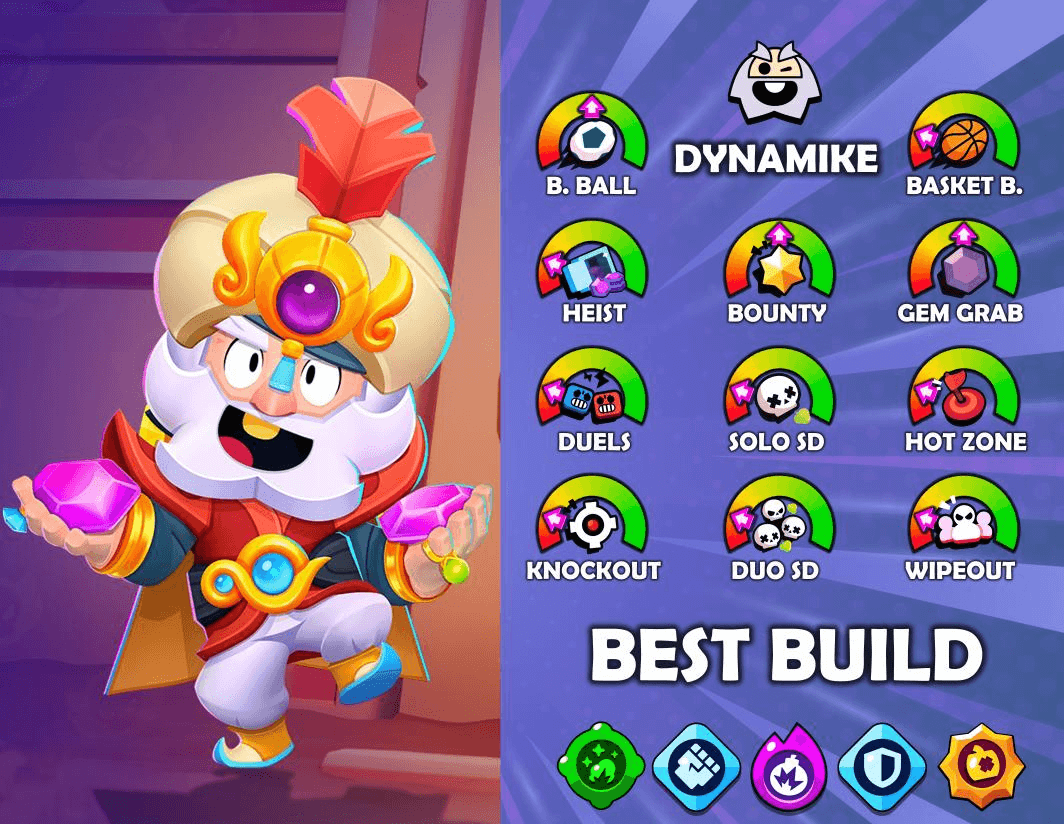 DYNAMIKE
B. BALL
BASKET B.
HEIST
BOUNTY
GEM GRAB
DUELS
SOLO SD
HOT ZONE
KNOCKOUT
DUO SD
WIPEOUT
BEST BUILD